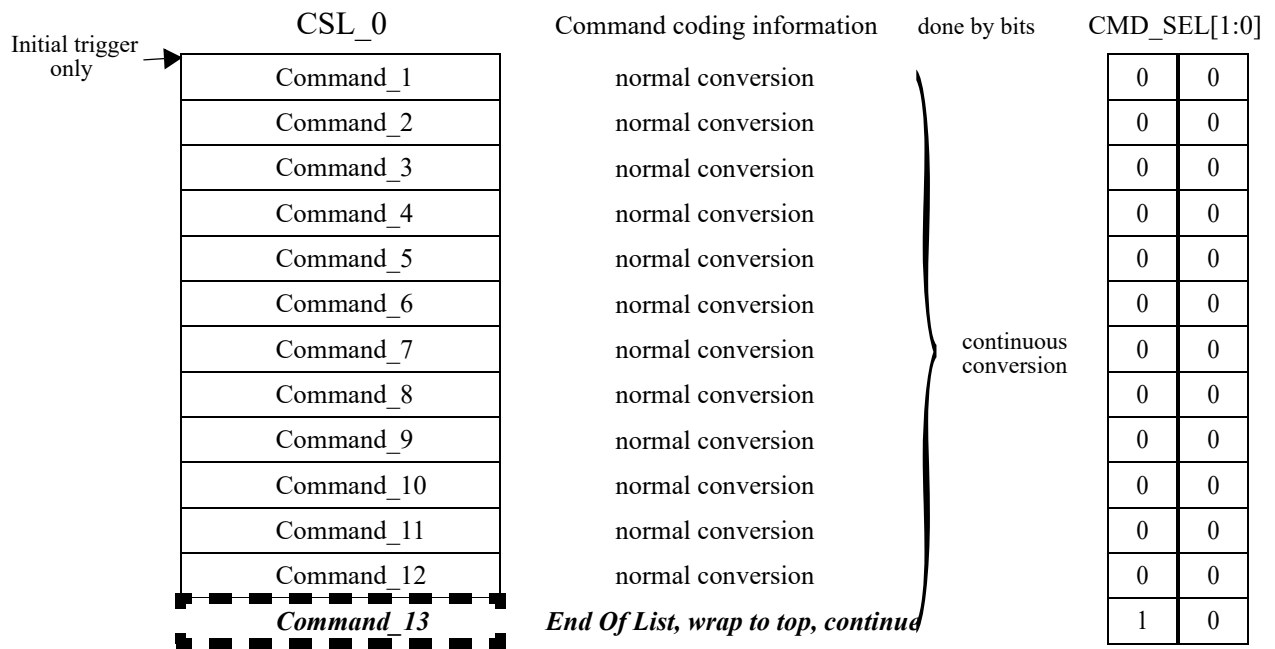 CSL_0 Command coding information done by bits CMD_SEL[1:0]
Initial trigger
only
Command_1 normal conversion 0 0
Command_2 normal conversion 0 0
Command_3 normal conversion 0 0
Command_4 normal conversion 0 0
Command_5 normal conversion 0 0
Command_6 normal conversion 0 0
Command_7 normal conversion 0 0
continuous
conversion
Command_8 normal conversion 0 0
Command_9 normal conversion 0 0
Command_10 normal conversion 0 0
Command_11 normal conversion 0 0
Command_12 normal conversion 0 0
Command_13 End Of List, wrap to top, continue 1 0